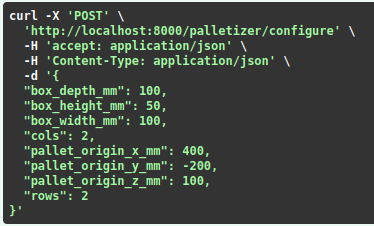 curl -X 'POST' \
  'http://localhost:8000/palletizer/configure' \
  -H 'accept: application/json' \
  -H 'Content-Type: application/json' \
  -d '{
  "box_depth_mm": 100,
  "box_height_mm": 50,
  "box_width_mm": 100,
  "cols": 2,
  "pallet_origin_x_mm": 400,
  "pallet_origin_y_mm": -200,
  "pallet_origin_z_mm": 100,
  "rows": 2
}'